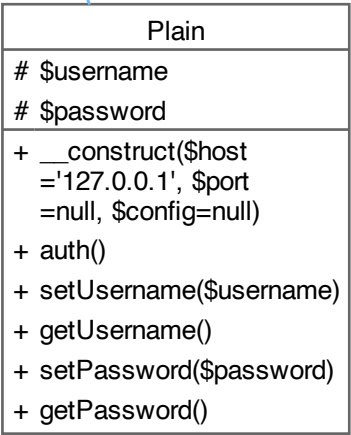 Plain
# $username
# $password
+ __construct($host
='127.0.0.1', $port
=null, $config=null)
+ auth()
+ setUsername($username)
+ getUsername()
+ setPassword($password)
+ getPassword()